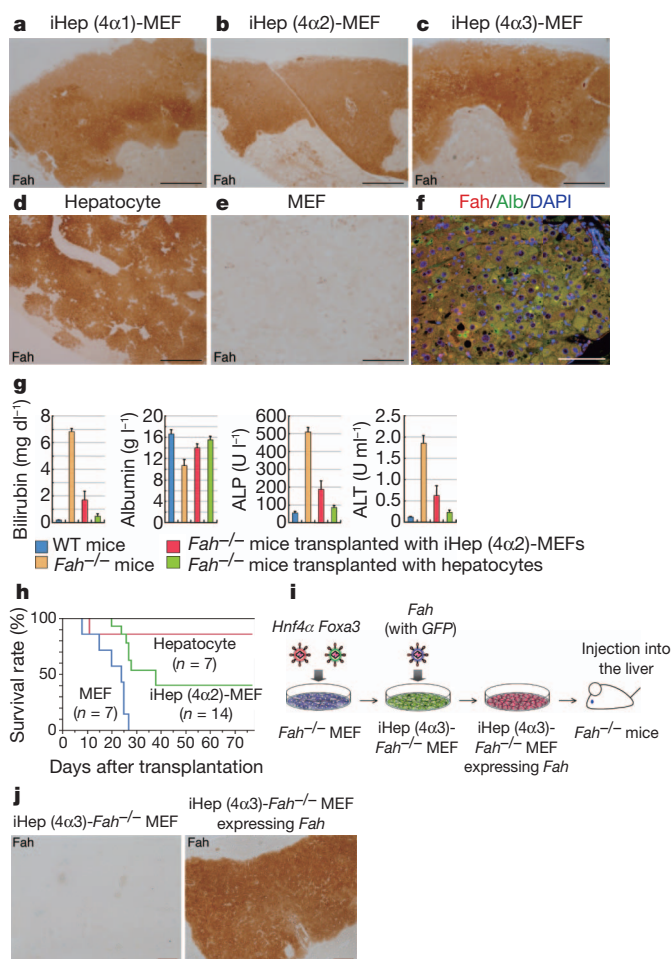 a iHep (4α1)-MEF b iHep (4α2)-MEF c iHep (4α3)-MEF
Fah Fah Fah
d Hepatocyte e MEF f Fah/Alb/DAPI
Fah Fah
g
Bilirubin (mg dl⁻¹)
8
6
4
2
0
Albumin (g l⁻¹)
20
18
16
14
12
10
8
6
4
2
0
ALP (U l⁻¹)
600
500
400
300
200
100
0
ALT (U ml⁻¹)
2.5
2.0
1.5
1.0
0.5
0
WT mice
Fah⁻/⁻ mice transplanted with iHep (4α2)-MEFs
Fah⁻/⁻ mice
Fah⁻/⁻ mice transplanted with hepatocytes
h
Survival rate (%)
100
50
0
Hepatocyte
(n = 7)
MEF
(n = 7)
iHep (4α2)-MEF
(n = 14)
0 10 20 30 40 50 60 70
Days after transplantation
i
Hnf4α Foxa3
Fah
(with GFP)
Injection into
the liver
Fah⁻/⁻ MEF
iHep (4α3)-
Fah⁻/⁻ MEF
iHep (4α3)-
Fah⁻/⁻ MEF
expressing Fah
Fah⁻/⁻
mice
j
iHep (4α3)-Fah⁻/⁻ MEF
iHep (4α3)-Fah⁻/⁻ MEF
expressing Fah
Fah Fah